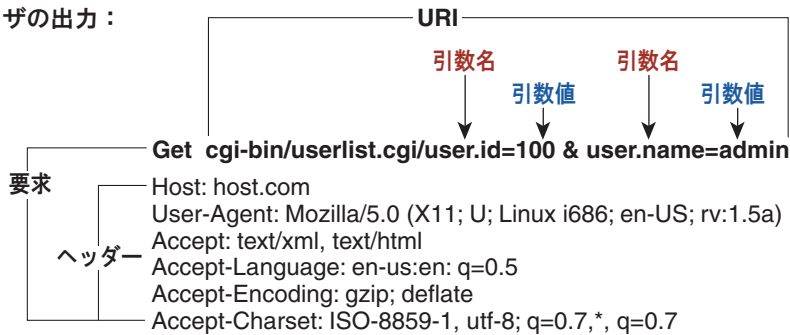 ザの出力：
URI
引数名 引数名
引数値 引数値
Get cgi-bin/userlist.cgi/user.id=100 & user.name=admin
要求
Host: host.com
User-Agent: Mozilla/5.0 (X11; U; Linux i686; en-US; rv:1.5a)
ヘッダー
Accept: text/xml, text/html
Accept-Language: en-us:en: q=0.5
Accept-Encoding: gzip; deflate
Accept-Charset: ISO-8859-1, utf-8; q=0.7,*, q=0.7